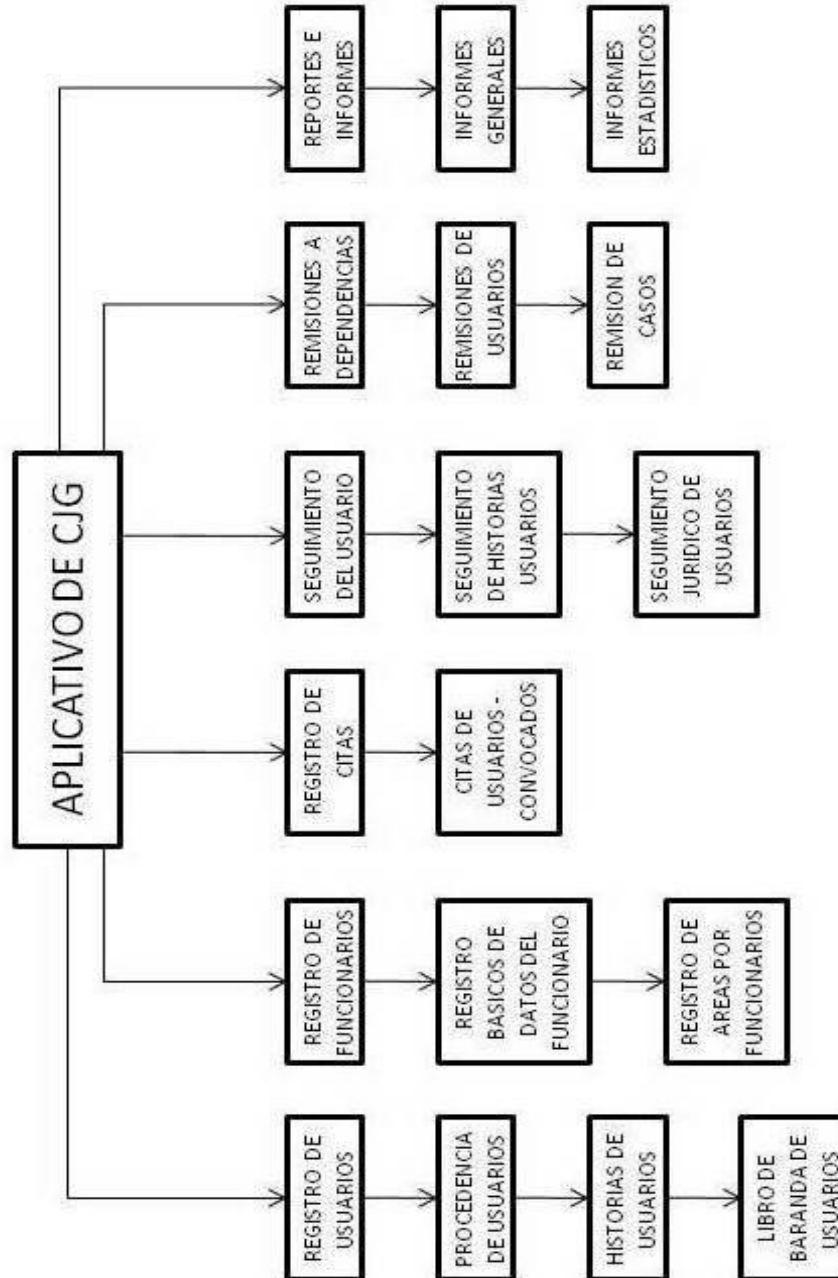 APLICATIVO DE CJG
REGISTRO DE
USUARIOS
PROCEDENCIA
DE USUARIOS
HISTORIAS DE
USUARIOS
LIBRO DE
BARANDA DE
USUARIOS
REGISTRO DE
FUNCIONARIOS
REGISTRO
BASICOS DE
DATOS DEL
FUNCIONARIO
REGISTRO DE
AREAS POR
FUNCIONARIOS
REGISTRO DE
CITAS
CITAS DE
USUARIOS -
CONVOCADOS
SEGUIMIENTO
DEL USUARIO
SEGUIMIENTO
DE HISTORIAS
USUARIOS
SEGUIMIENTO
JURIDICO DE
USUARIOS
REMISIONES A
DEPENDENCIAS
REMISIONES DE
USUARIOS
REMISION DE
CASOS
REPORTES E
INFORMES
INFORMES
GENERALES
INFORMES
ESTADISTICOS